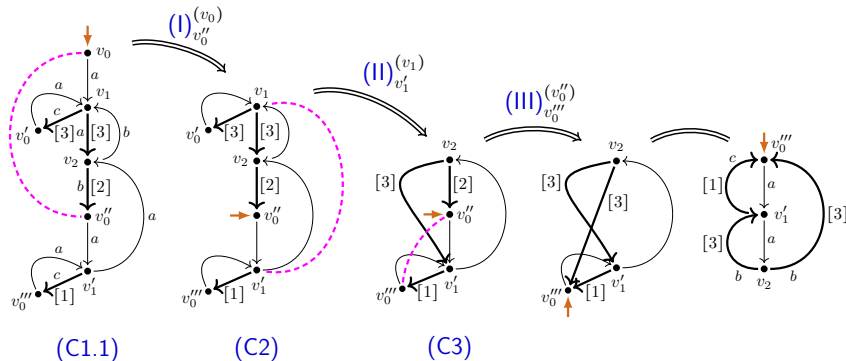 (I)^{(v_0)}_{v_0''}
(II)^{(v_1)}_{v_1'}
(III)^{(v_0'')}_{v_0'''}
v_0
a
v_1
a
c
v_0'
[3]
a
[3]
b
v_2
b
[2]
v_0''
a
a
a
c
v_0'''
[1]
v_1'
(C1.1)
v_1
v_0'
[3]
[3]
v_2
[2]
v_0''
v_0'''
[1]
v_1'
(C2)
v_2
[3]
[2]
v_0''
v_0'''
[1]
v_1'
(C3)
v_2
[3]
[3]
v_0'''
[1]
v_1'
v_0'''
c
[1]
a
v_1'
[3]
[3]
a
b
v_2
b